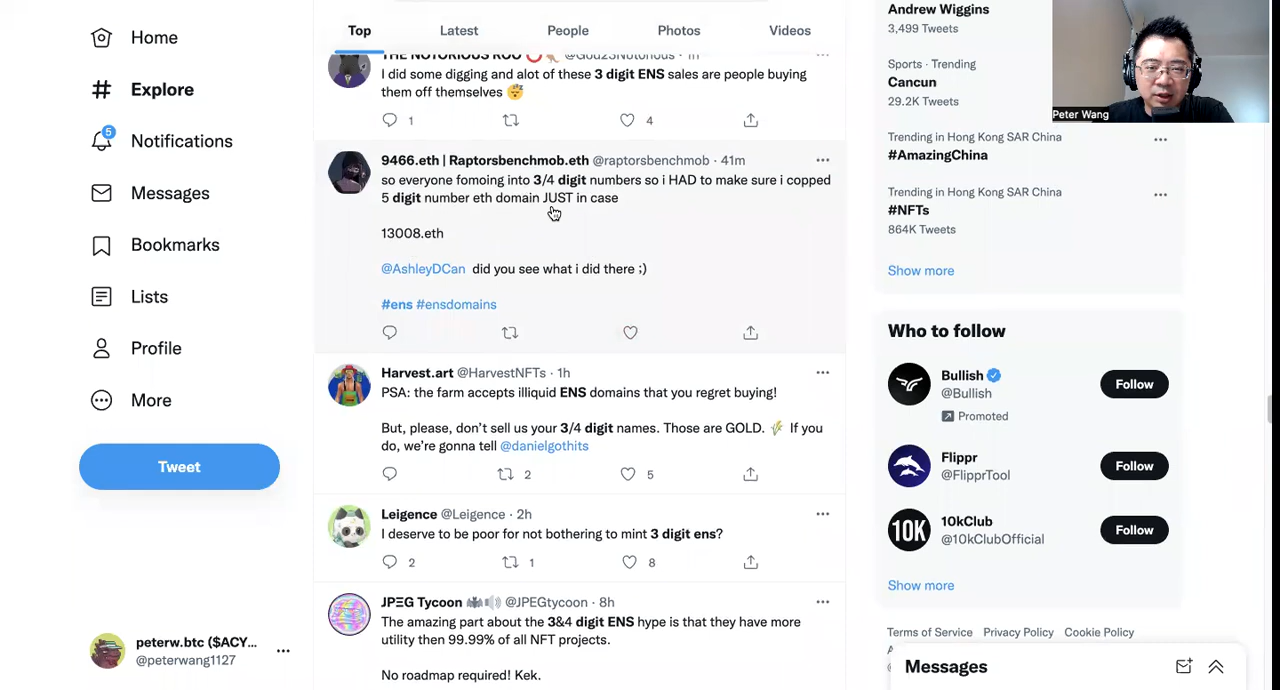 Home
Explore
5
Notifications
Messages
Bookmarks
Lists
Profile
More
Tweet
peterw.btc ($ACY...
@peterwang1127
Top
Latest
People
Photos
Videos
THE NOTORIOUS ROO @God23Notorious · 1h
I did some digging and alot of these 3 digit ENS sales are people buying
them off themselves 😴
1
4
9466.eth | Raptorsbenchmob.eth @raptorsbenchmob · 41m
so everyone fomoing into 3/4 digit numbers so i HAD to make sure i copped
5 digit number eth domain JUST in case
13008.eth
@AshleyDCan did you see what i did there ;)
#ens #ensdomains
Harvest.art @HarvestNFTs · 1h
PSA: the farm accepts illiquid ENS domains that you regret buying!
But, please, don't sell us your 3/4 digit names. Those are GOLD. 🌾 If you
do, we're gonna tell @danielgothits
2
5
Leigence @Leigence · 2h
I deserve to be poor for not bothering to mint 3 digit ens?
2
1
8
JPΞG Tycoon 🦇🔊 @JPEGtycoon · 8h
The amazing part about the 3&4 digit ENS hype is that they have more
utility then 99.99% of all NFT projects.
No roadmap required! Kek.
Andrew Wiggins
3,499 Tweets
Sports · Trending
Cancun
29.2K Tweets
Trending in Hong Kong SAR China
#AmazingChina
Trending in Hong Kong SAR China
#NFTs
864K Tweets
Show more
Who to follow
Bullish
@Bullish
Promoted
Follow
Flippr
@FlipprTool
Follow
10K
10kClub
@10kClubOfficial
Follow
Show more
Terms of Service Privacy Policy Cookie Policy
Messages
Peter Wang